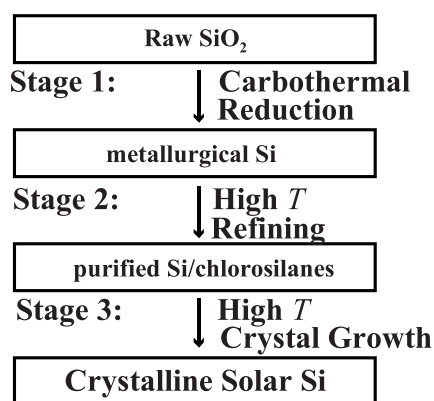 Raw SiO₂
Stage 1: Carbothermal
Reduction
metallurgical Si
Stage 2: High T
Refining
purified Si/chlorosilanes
Stage 3: High T
Crystal Growth
Crystalline Solar Si